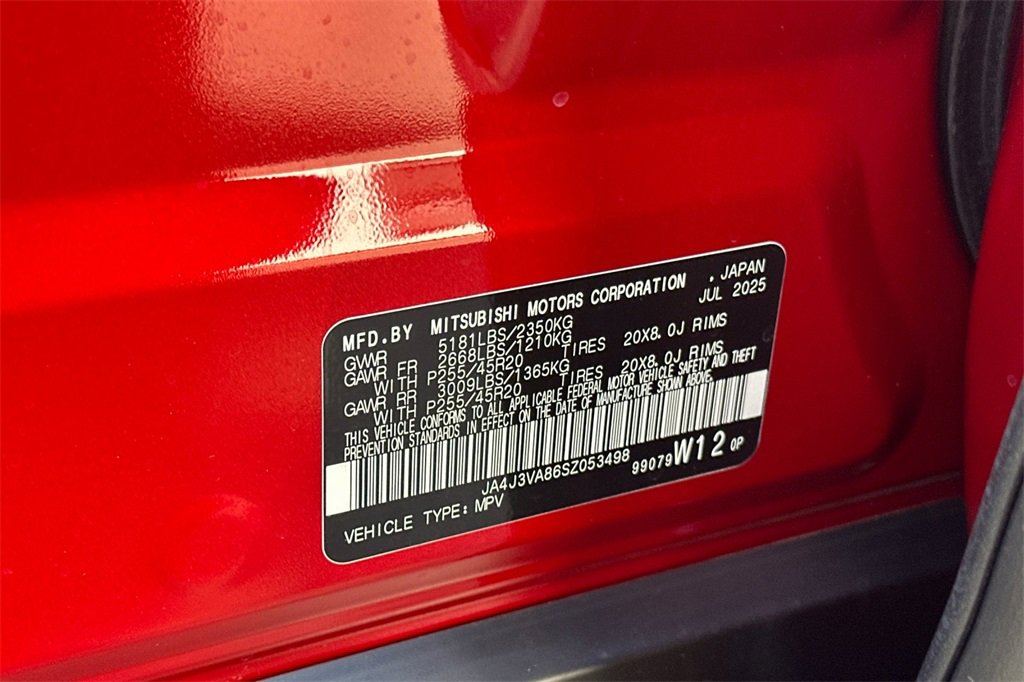 MFD.BY MITSUBISHI MOTORS CORPORATION . JAPAN
JUL 2025
GVWR 5181LBS/2350KG
GAWR FR 2668LBS/1210KG
WITH P255/45R20 TIRES 20X8.0J RIMS
GAWR RR 3009LBS/1365KG
WITH P255/45R20 TIRES 20X8.0J RIMS
THIS VEHICLE CONFORMS TO ALL APPLICABLE FEDERAL MOTOR VEHICLE SAFETY AND THEFT
PREVENTION STANDARDS IN EFFECT ON THE DATE OF MANUFACTURE SHOWN ABOVE.
JA4J3VA86SZ053498
99079 W12 0P
VEHICLE TYPE: MPV